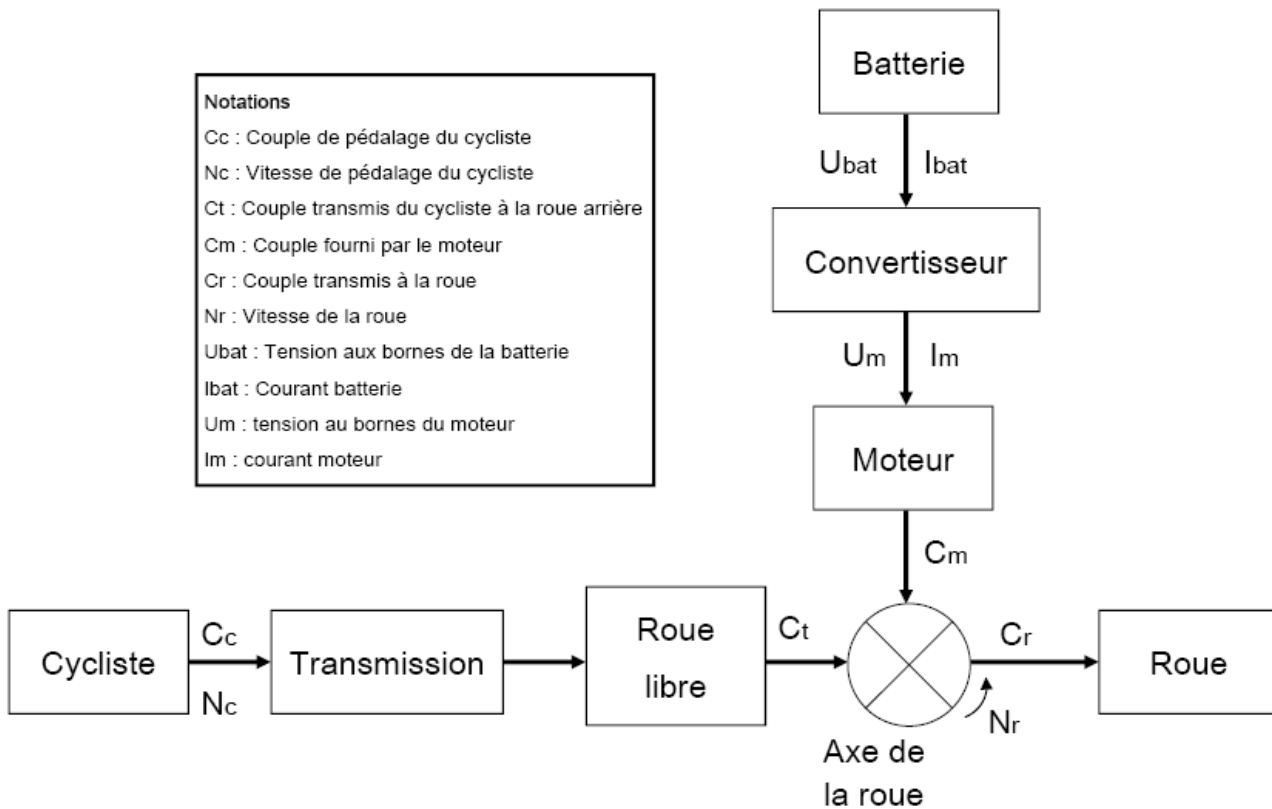 Batterie
Notations
Cc : Couple de pédalage du cycliste
Nc : Vitesse de pédalage du cycliste
Ct : Couple transmis du cycliste à la roue arrière
Cm : Couple fourni par le moteur
Cr : Couple transmis à la roue
Nr : Vitesse de la roue
Ubat : Tension aux bornes de la batterie
Ibat : Courant batterie
Um : tension au bornes du moteur
Im : courant moteur
Ubat Ibat
Convertisseur
Um Im
Moteur
Cm
Cycliste
Cc
Nc
Transmission
Roue
libre
Ct
Cr
Nr
Roue
Axe de
la roue